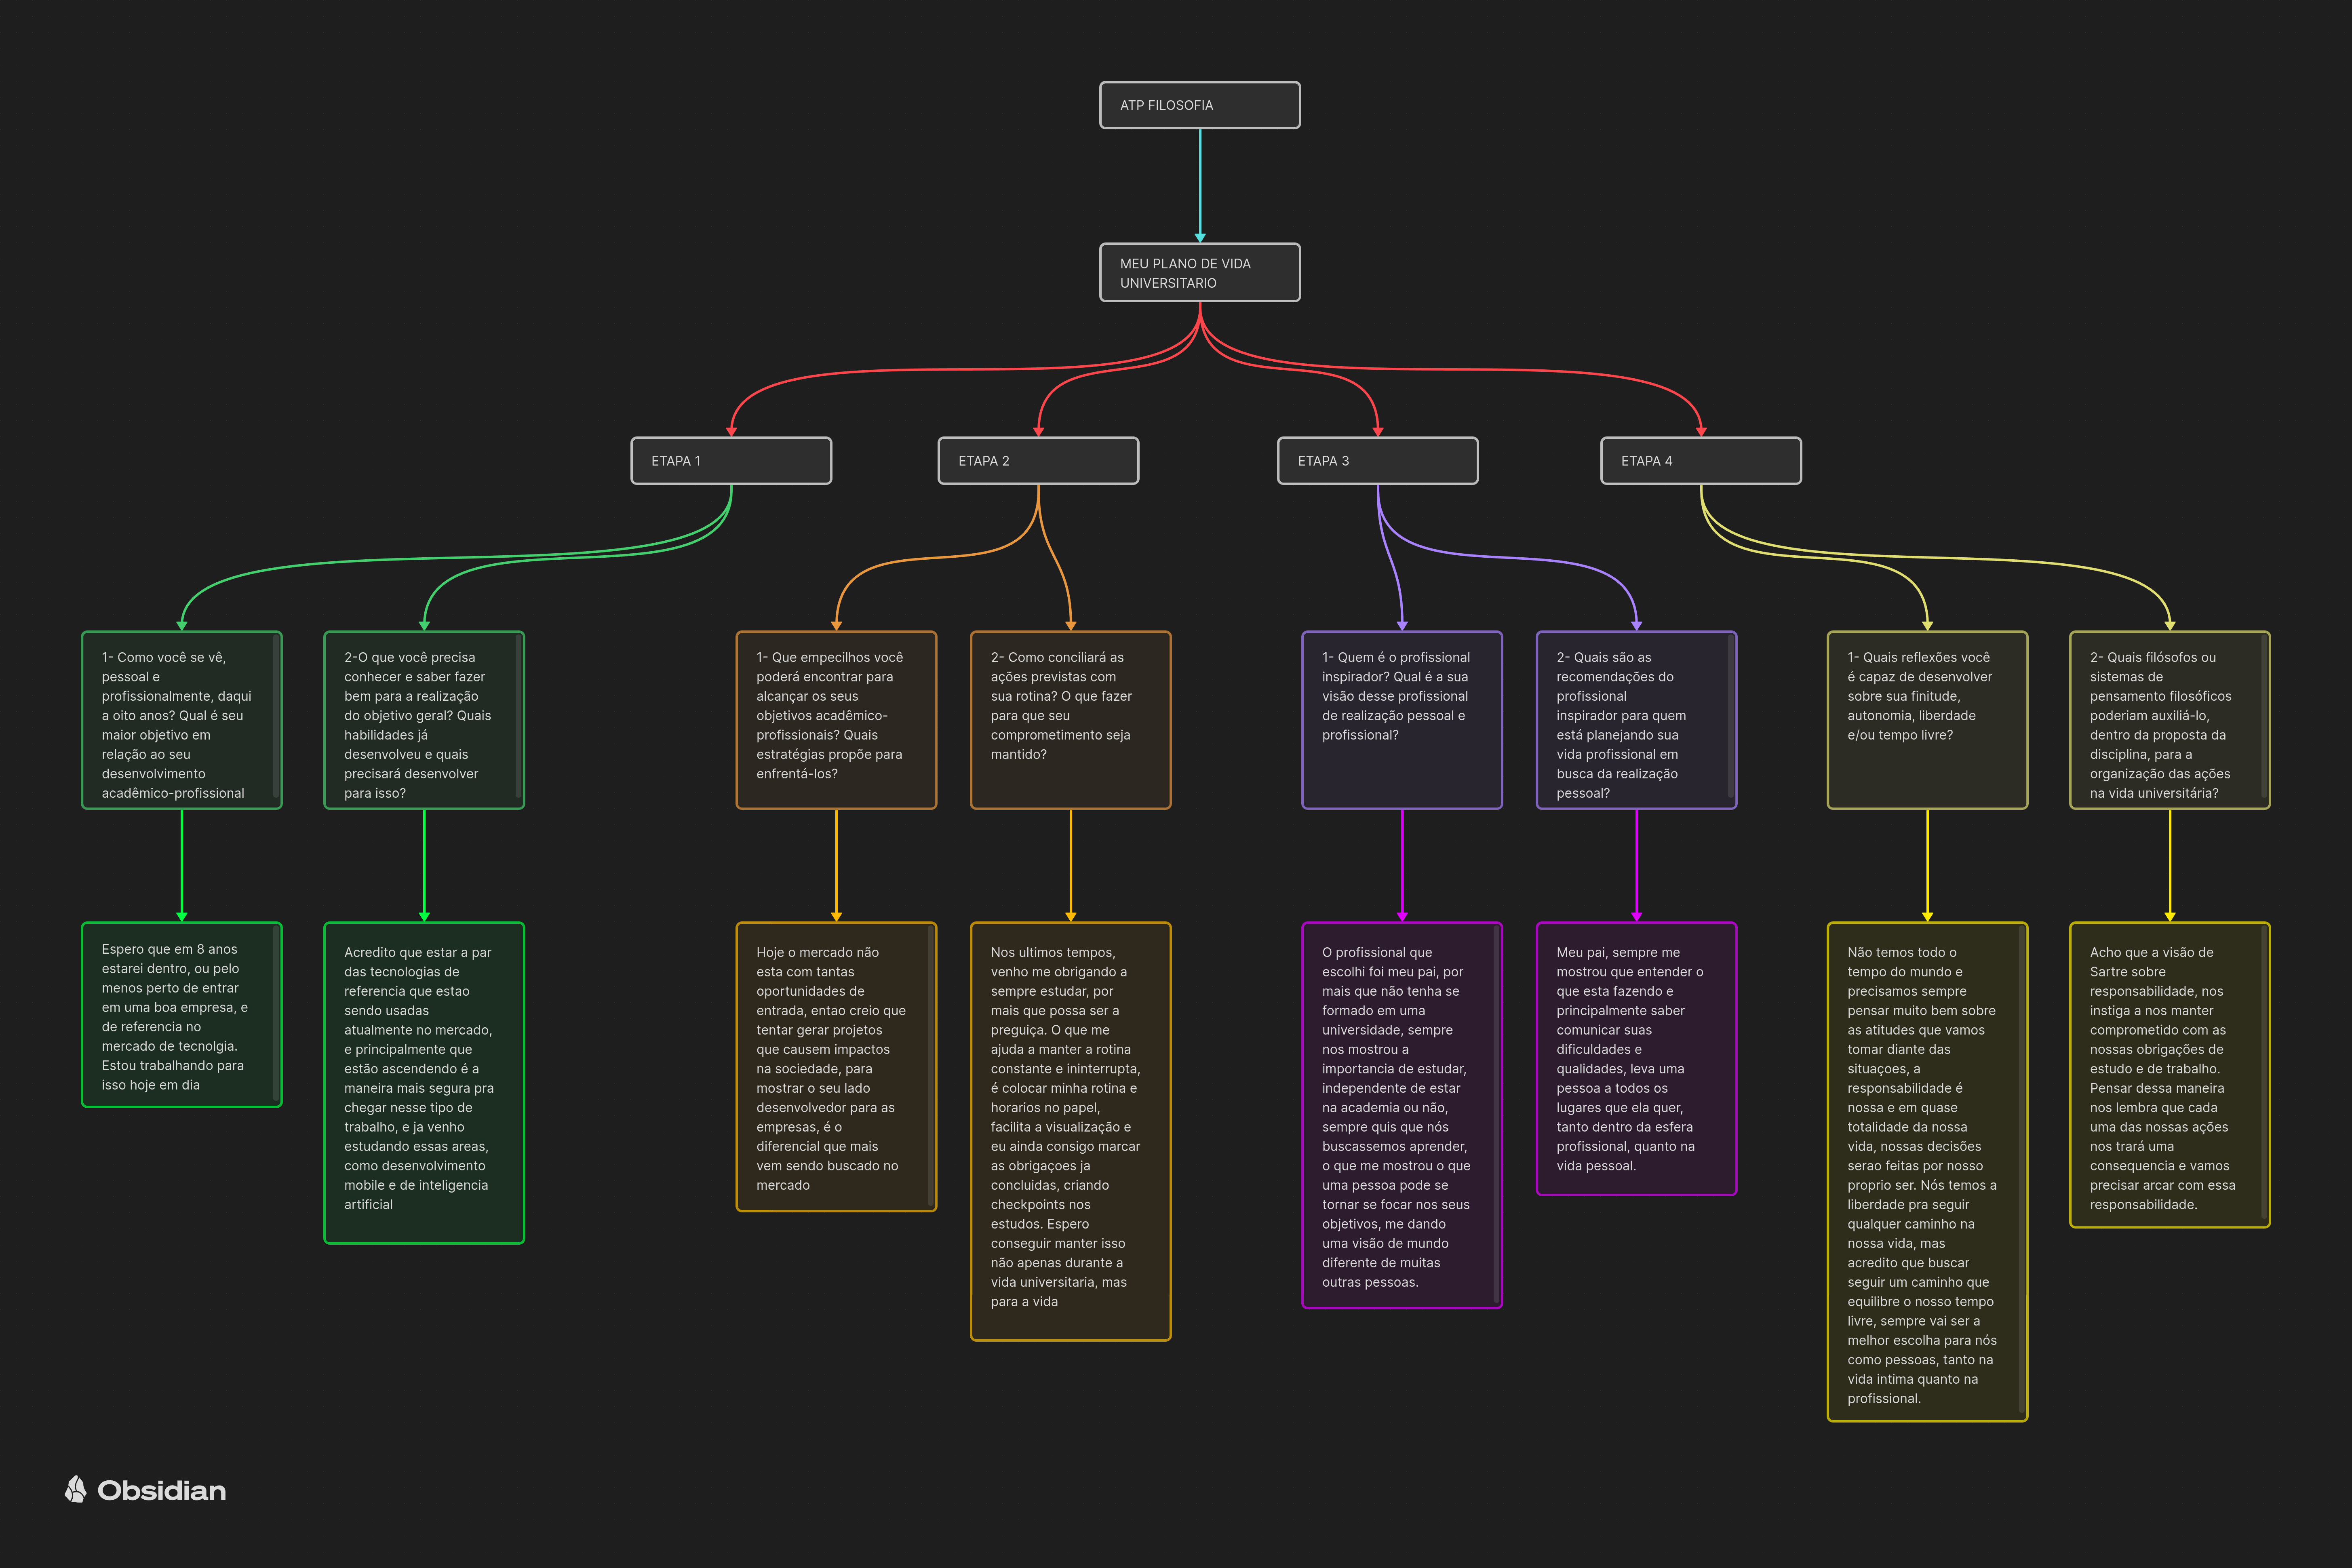 ATP FILOSOFIA
MEU PLANO DE VIDA
UNIVERSITARIO
ETAPA 1
ETAPA 2
ETAPA 3
ETAPA 4
1- Como você se vê,
pessoal e
profissionalmente, daqui
a oito anos? Qual é seu
maior objetivo em
relação ao seu
desenvolvimento
acadêmico-profissional
2-O que você precisa
conhecer e saber fazer
bem para a realização
do objetivo geral? Quais
habilidades já
desenvolveu e quais
precisará desenvolver
para isso?
1- Que empecilhos você
poderá encontrar para
alcançar os seus
objetivos acadêmico-
profissionais? Quais
estratégias propõe para
enfrentá-los?
2- Como conciliará as
ações previstas com
sua rotina? O que fazer
para que seu
comprometimento seja
mantido?
1- Quem é o profissional
inspirador? Qual é a sua
visão desse profissional
de realização pessoal e
profissional?
2- Quais são as
recomendações do
profissional
inspirador para quem
está planejando sua
vida profissional em
busca da realização
pessoal?
1- Quais reflexões você
é capaz de desenvolver
sobre sua finitude,
autonomia, liberdade
e/ou tempo livre?
2- Quais filósofos ou
sistemas de
pensamento filosóficos
poderiam auxiliá-lo,
dentro da proposta da
disciplina, para a
organização das ações
na vida universitária?
Espero que em 8 anos
estarei dentro, ou pelo
menos perto de entrar
em uma boa empresa, e
de referencia no
mercado de tecnolgia.
Estou trabalhando para
isso hoje em dia
Acredito que estar a par
das tecnologias de
referencia que estao
sendo usadas
atualmente no mercado,
e principalmente que
estão ascendendo é a
maneira mais segura pra
chegar nesse tipo de
trabalho, e ja venho
estudando essas areas,
como desenvolvimento
mobile e de inteligencia
artificial
Hoje o mercado não
esta com tantas
oportunidades de
entrada, entao creio que
tentar gerar projetos
que causem impactos
na sociedade, para
mostrar o seu lado
desenvolvedor para as
empresas, é o
diferencial que mais
vem sendo buscado no
mercado
Nos ultimos tempos,
venho me obrigando a
sempre estudar, por
mais que possa ser a
preguiça. O que me
ajuda a manter a rotina
constante e ininterrupta,
é colocar minha rotina e
horarios no papel,
facilita a visualização e
eu ainda consigo marcar
as obrigaçoes ja
concluidas, criando
checkpoints nos
estudos. Espero
conseguir manter isso
não apenas durante a
vida universitaria, mas
para a vida
O profissional que
escolhi foi meu pai, por
mais que não tenha se
formado em uma
universidade, sempre
nos mostrou a
importancia de estudar,
independente de estar
na academia ou não,
sempre quis que nós
buscassemos aprender,
o que me mostrou o que
uma pessoa pode se
tornar se focar nos seus
objetivos, me dando
uma visão de mundo
diferente de muitas
outras pessoas.
Meu pai, sempre me
mostrou que entender o
que esta fazendo e
principalmente saber
comunicar suas
dificuldades e
qualidades, leva uma
pessoa a todos os
lugares que ela quer,
tanto dentro da esfera
profissional, quanto na
vida pessoal.
Não temos todo o
tempo do mundo e
precisamos sempre
pensar muito bem sobre
as atitudes que vamos
tomar diante das
situaçoes, a
responsabilidade é
nossa e em quase
totalidade da nossa
vida, nossas decisões
serao feitas por nosso
proprio ser. Nós temos a
liberdade pra seguir
qualquer caminho na
nossa vida, mas
acredito que buscar
seguir um caminho que
equilibre o nosso tempo
livre, sempre vai ser a
melhor escolha para nós
como pessoas, tanto na
vida intima quanto na
profissional.
Acho que a visão de
Sartre sobre
responsabilidade, nos
instiga a nos manter
comprometido com as
nossas obrigações de
estudo e de trabalho.
Pensar dessa maneira
nos lembra que cada
uma das nossas ações
nos trará uma
consequencia e vamos
precisar arcar com essa
responsabilidade.
Obsidian